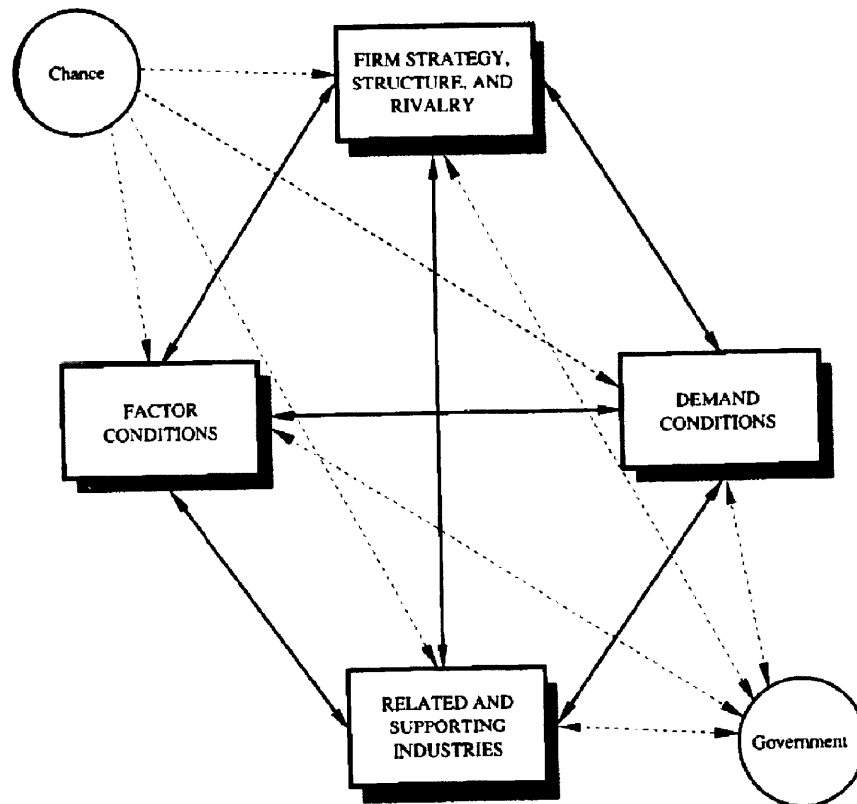 Chance
FIRM STRATEGY,
STRUCTURE, AND
RIVALRY
FACTOR
CONDITIONS
DEMAND
CONDITIONS
RELATED AND
SUPPORTING
INDUSTRIES
Government